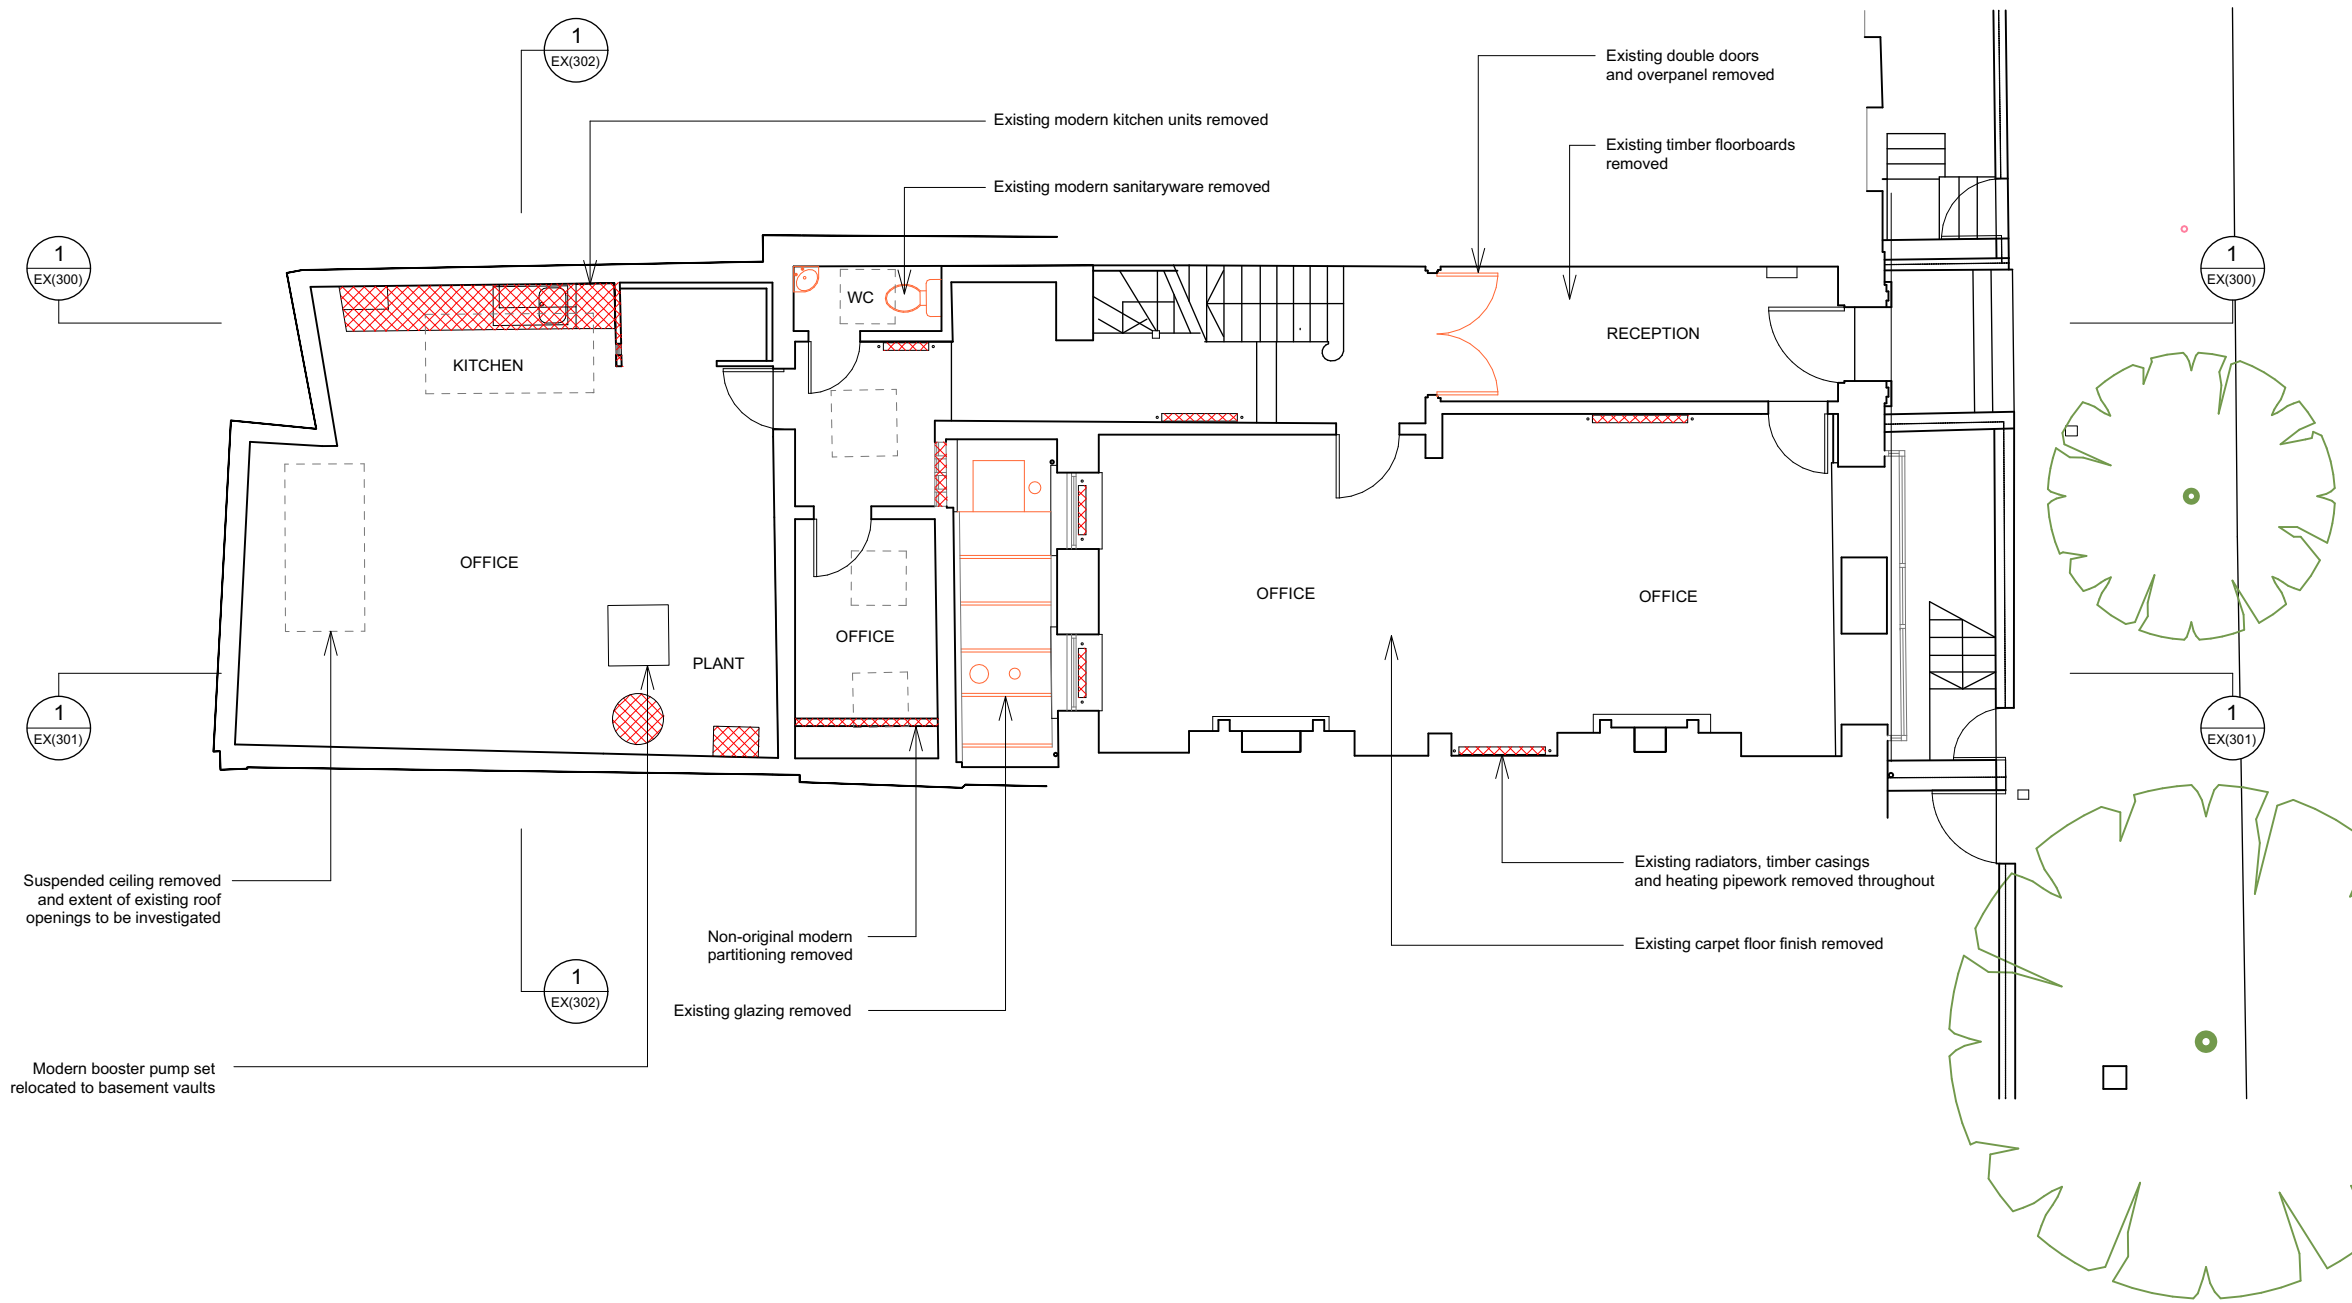 1
EX(302)
Existing double doors
and overpanel removed
Existing modern kitchen units removed
Existing timber floorboards
removed
Existing modern sanitaryware removed
1
EX(300)
1
EX(300)
WC
RECEPTION
KITCHEN
OFFICE
OFFICE
OFFICE
OFFICE
PLANT
1
EX(301)
1
EX(301)
Existing radiators, timber casings
and heating pipework removed throughout
Suspended ceiling removed
and extent of existing roof
openings to be investigated
Non-original modern
partitioning removed
Existing carpet floor finish removed
1
EX(302)
Existing glazing removed
Modern booster pump set
relocated to basement vaults